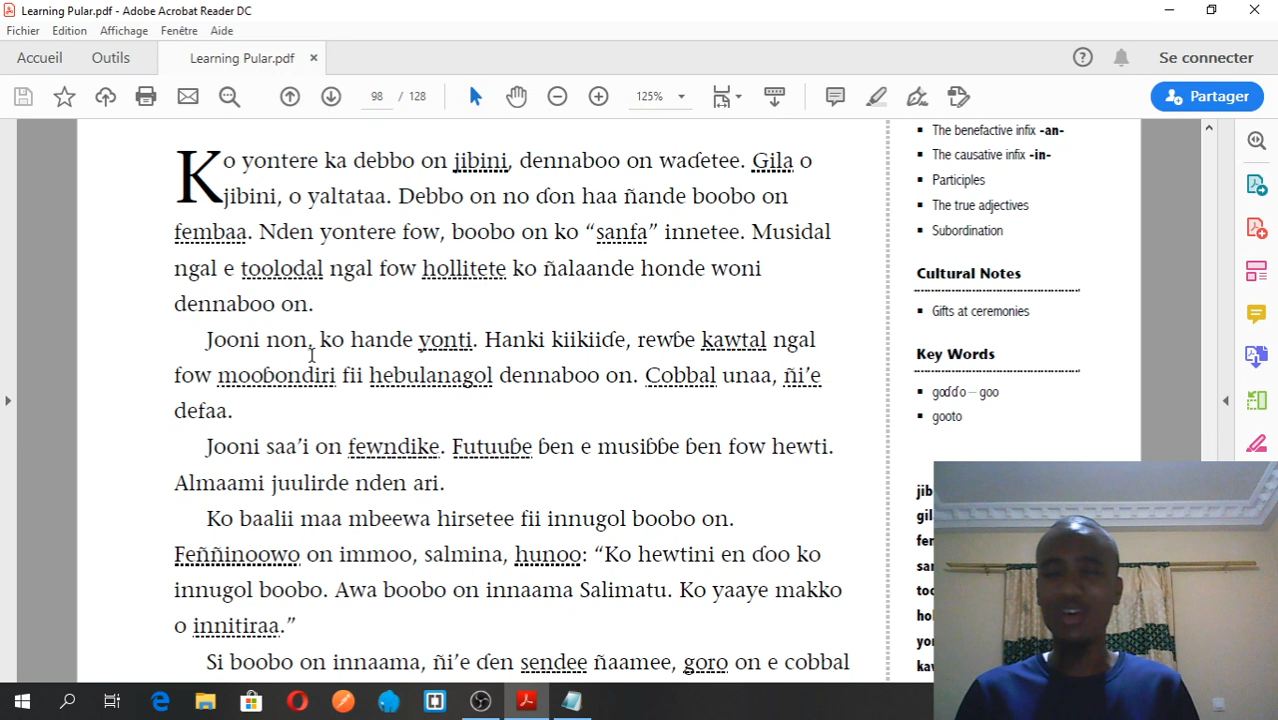 Learning Pular.pdf - Adobe Acrobat Reader DC
Fichier Edition Affichage Fenêtre Aide
Accueil Outils Learning Pular.pdf × Se connecter
98 / 128 125% Partager
Ko yontere ka debbo on jibini, dennaboo on waɗetee. Gila o
jibini, o yaltataa. Debbo on no ɗon haa ñande boobo on
fembaa. Nden yontere fow, boobo on ko “sanfa” innetee. Musidal
ngal e toolodal ngal fow hollitete ko ñalaande honde woni
dennaboo on.
Jooni non, ko hande yonti. Hanki kiikiiɗe, rewɓe kawtal ngal
fow mooɓondiri fii hebulanagol dennaboo on. Cobbal unaa, ñi’e
defaa.
Jooni saa’i on fewndike. Futuuɓe ɓen e musiɓɓe ɓen fow hewti.
Almaami juulirde nden ari.
Ko baalii maa mbeewa hirsetee fii innugol boobo on.
Feññinoowo on immoo, salmina, hunoo: “Ko hewtini en ɗoo ko
innugol boobo. Awa boobo on innaama Salimatu. Ko yaaye makko
o innitiraa.”
Si boobo on innaama, ñi’e ɗen sendee ñaamee, goro on e cobbal
The benefactive infix -an-
The causative infix -in-
Participles
The true adjectives
Subordination
Cultural Notes
Gifts at ceremonies
Key Words
goɗɗo – goo
gooto
jib
gil
fen
san
too
hol
yon
kav